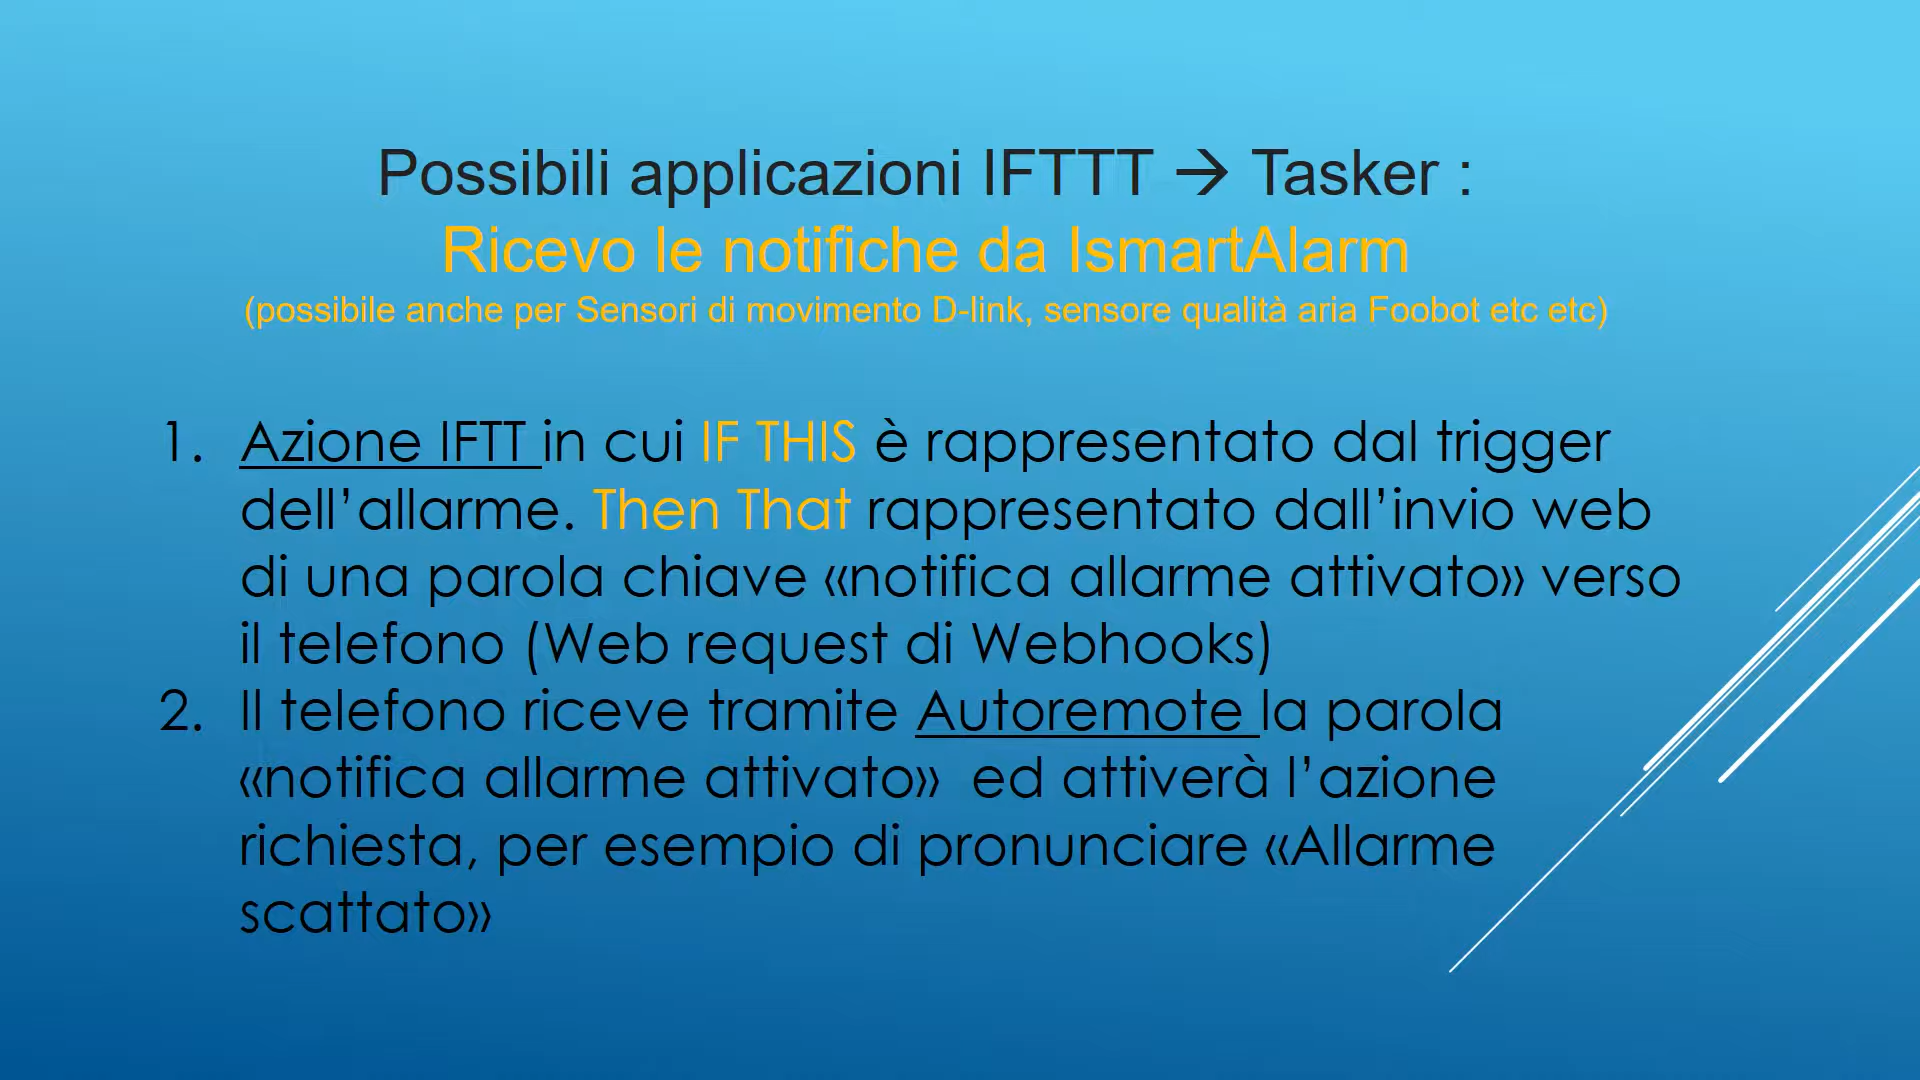 Possibili applicazioni IFTTT → Tasker :
Ricevo le notifiche da IsmartAlarm
(possibile anche per Sensori di movimento D-link, sensore qualità aria Foobot etc etc)
1. Azione IFTT in cui IF THIS è rappresentato dal trigger
dell’allarme. Then That rappresentato dall’invio web
di una parola chiave «notifica allarme attivato» verso
il telefono (Web request di Webhooks)
2. Il telefono riceve tramite Autoremote la parola
«notifica allarme attivato» ed attiverà l’azione
richiesta, per esempio di pronunciare «Allarme
scattato»